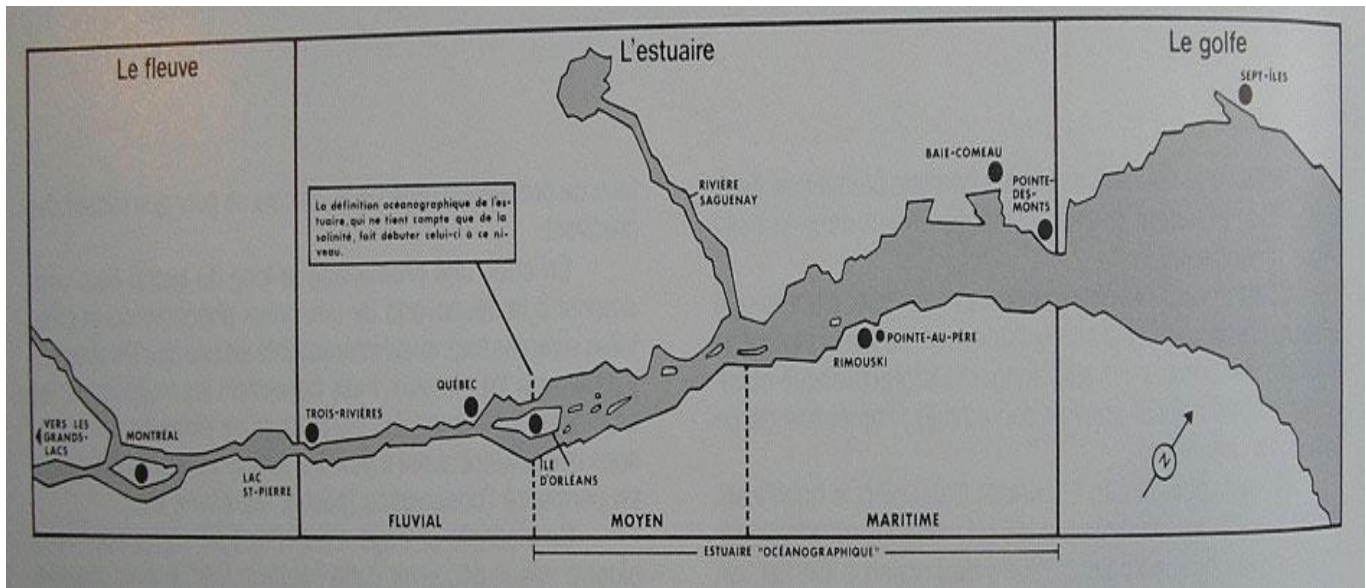 Le fleuve
L'estuaire
Le golfe
SEPT-ÎLES
BAIE-COMEAU
POINTE-
DES-
MONTS
RIVIÈRE
SAGUENAY
La définition océanographique de l'es-
tuaire, qui ne tient compte que de la
salinité, fait débuter celui-ci à ce ni-
veau.
POINTE-AU-PÈRE
RIMOUSKI
QUÉBEC
TROIS-RIVIÈRES
VERS LES
GRANDS-
LACS
MONTRÉAL
LAC
ST-PIERRE
ÎLE
D'ORLÉANS
N
FLUVIAL
MOYEN
MARITIME
ESTUAIRE "OCÉANOGRAPHIQUE"